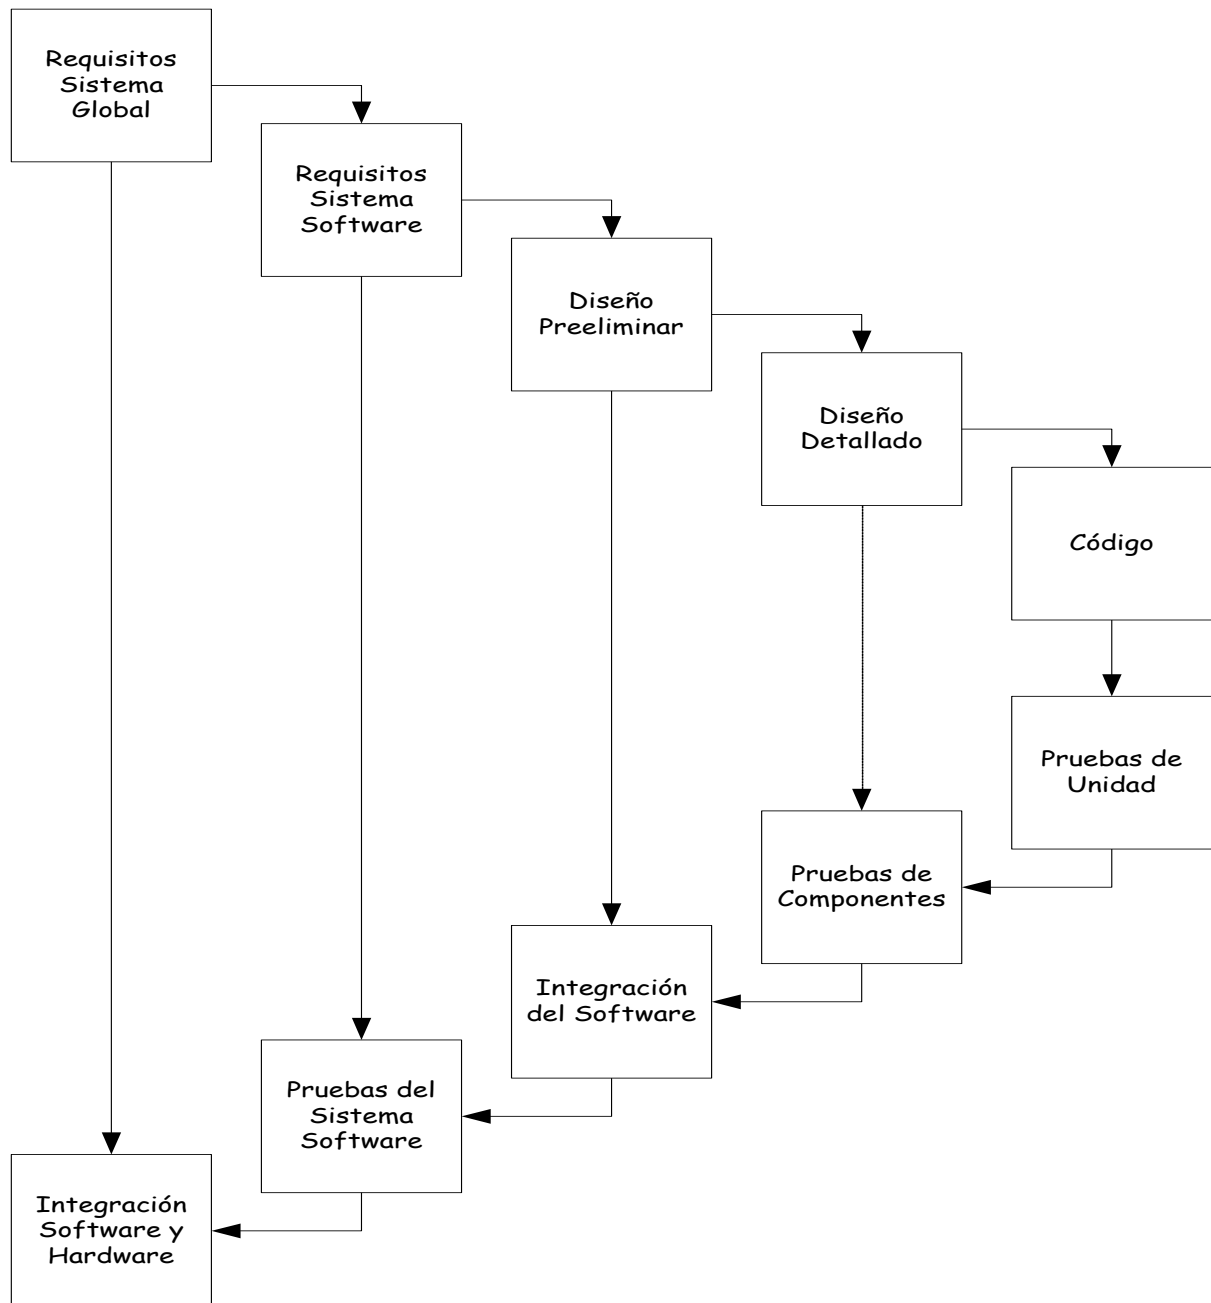 Requisitos
Sistema
Global
Requisitos
Sistema
Software
Diseño
Preeliminar
Diseño
Detallado
Código
Pruebas de
Unidad
Pruebas de
Componentes
Integración
del Software
Pruebas del
Sistema
Software
Integración
Software y
Hardware